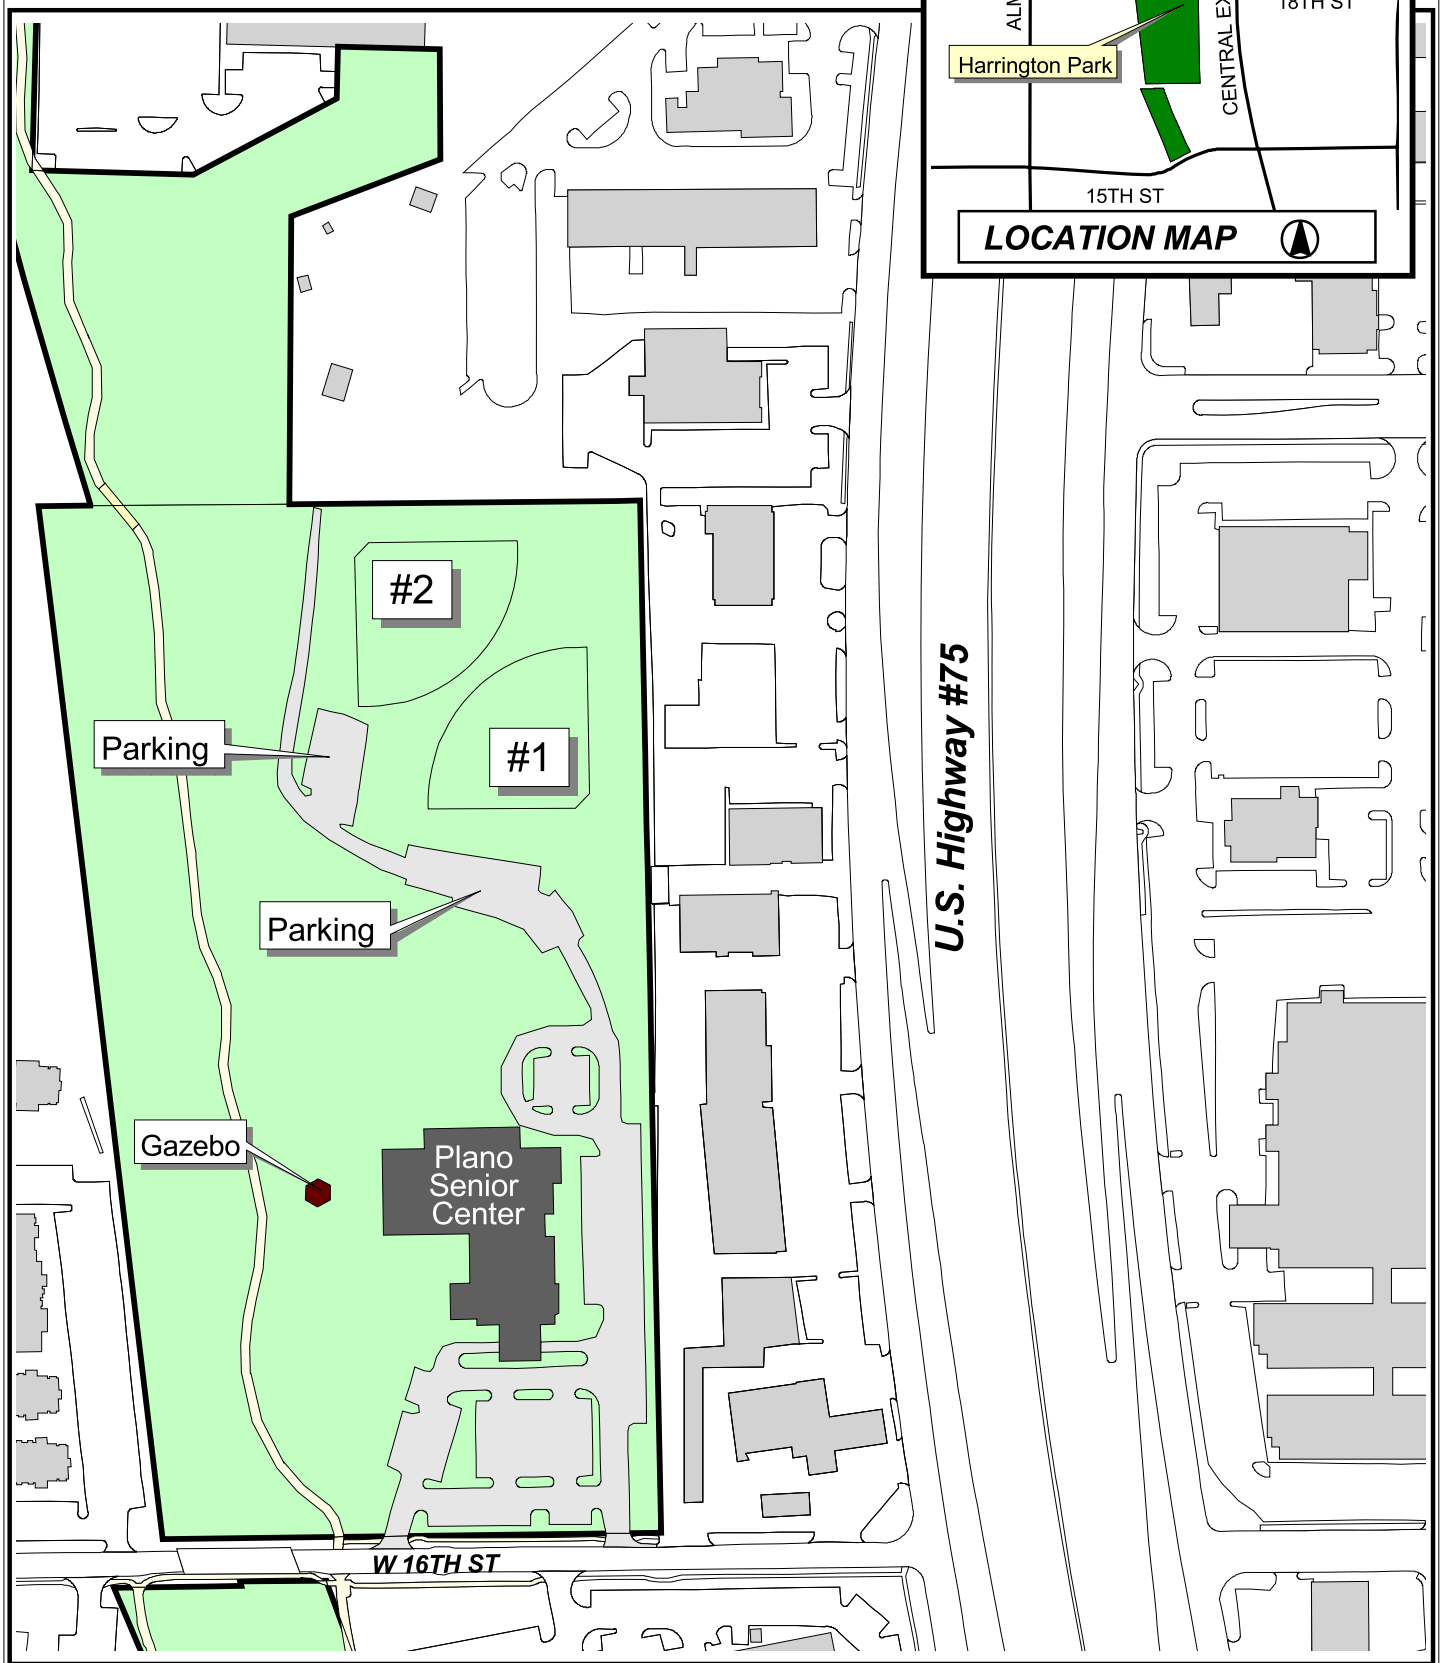 18TH ST
ALM
CENTRAL EX
Harrington Park
15TH ST
LOCATION MAP
#2
#1
Parking
Parking
U.S. Highway #75
Gazebo
Plano
Senior
Center
W 16TH ST